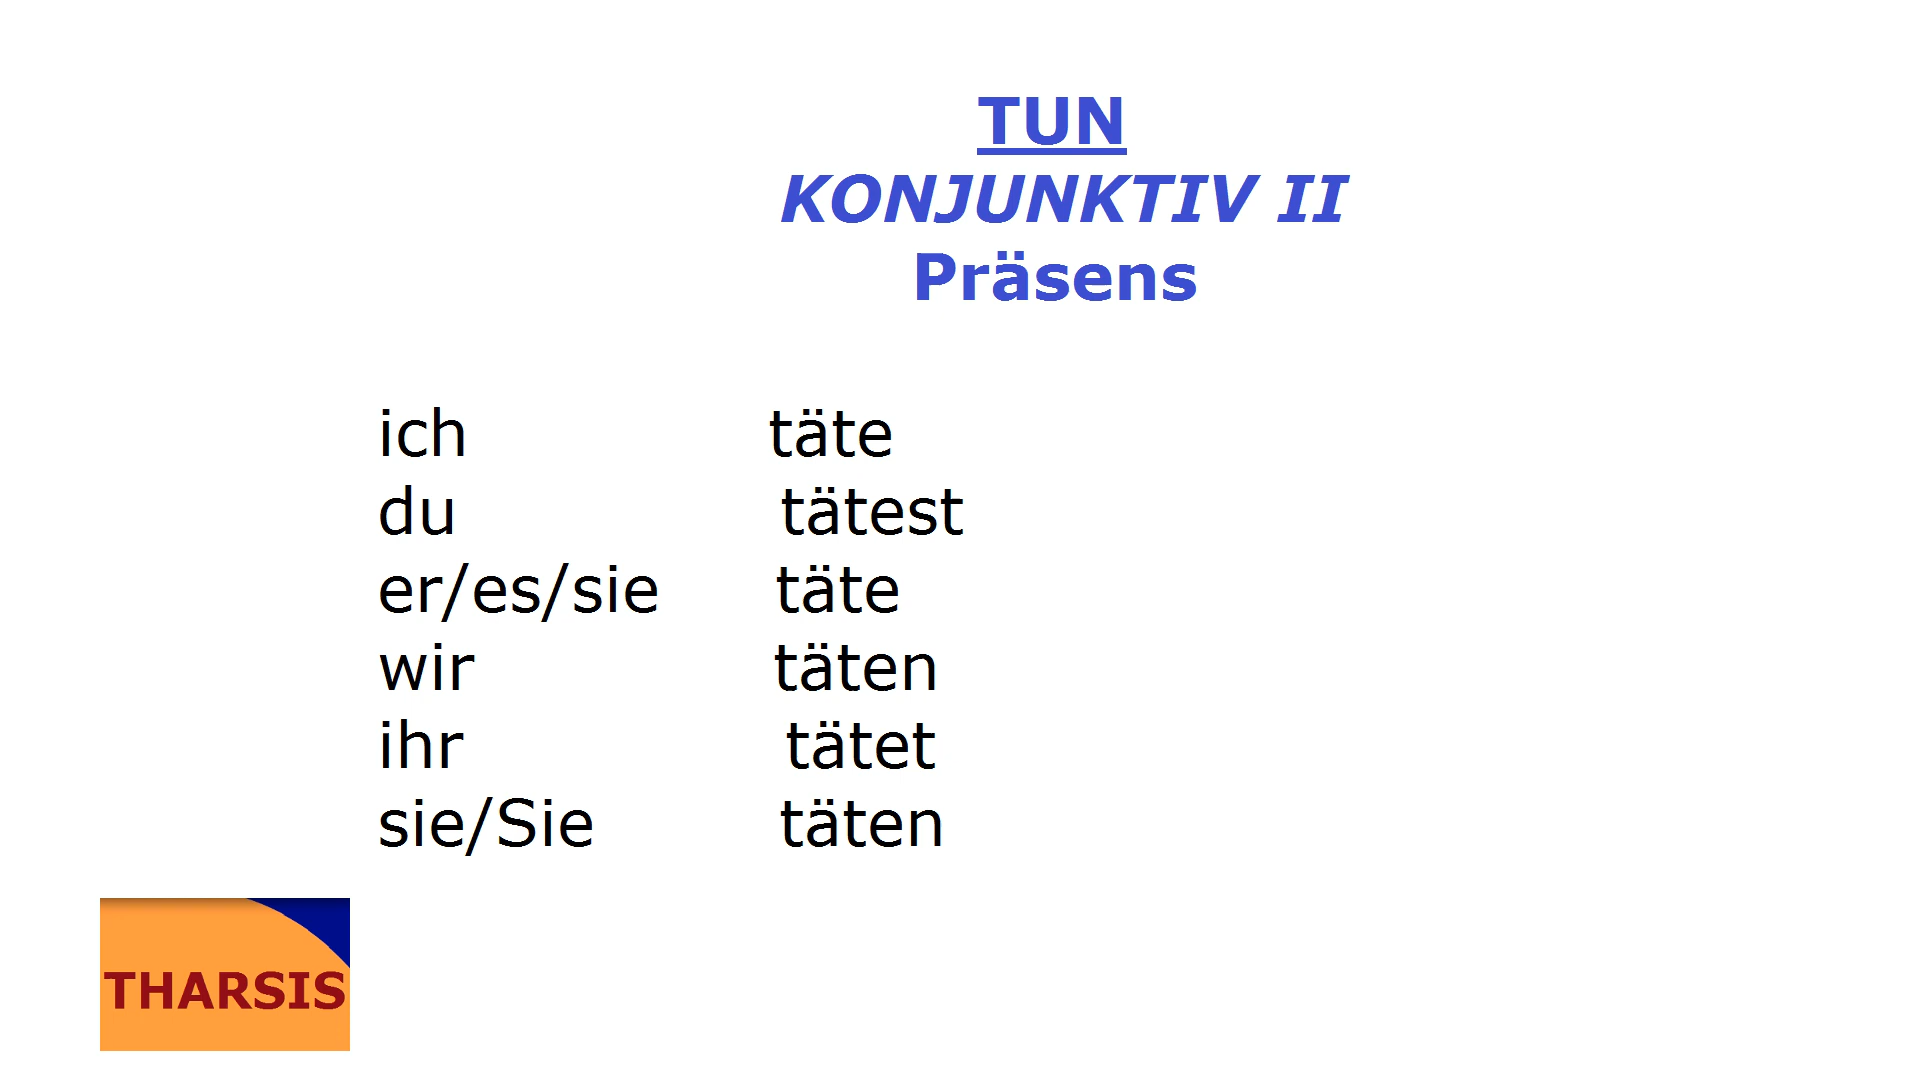 TUN
KONJUNKTIV II
Präsens
ich täte
du tätest
er/es/sie täte
wir täten
ihr tätet
sie/Sie täten
THARSIS